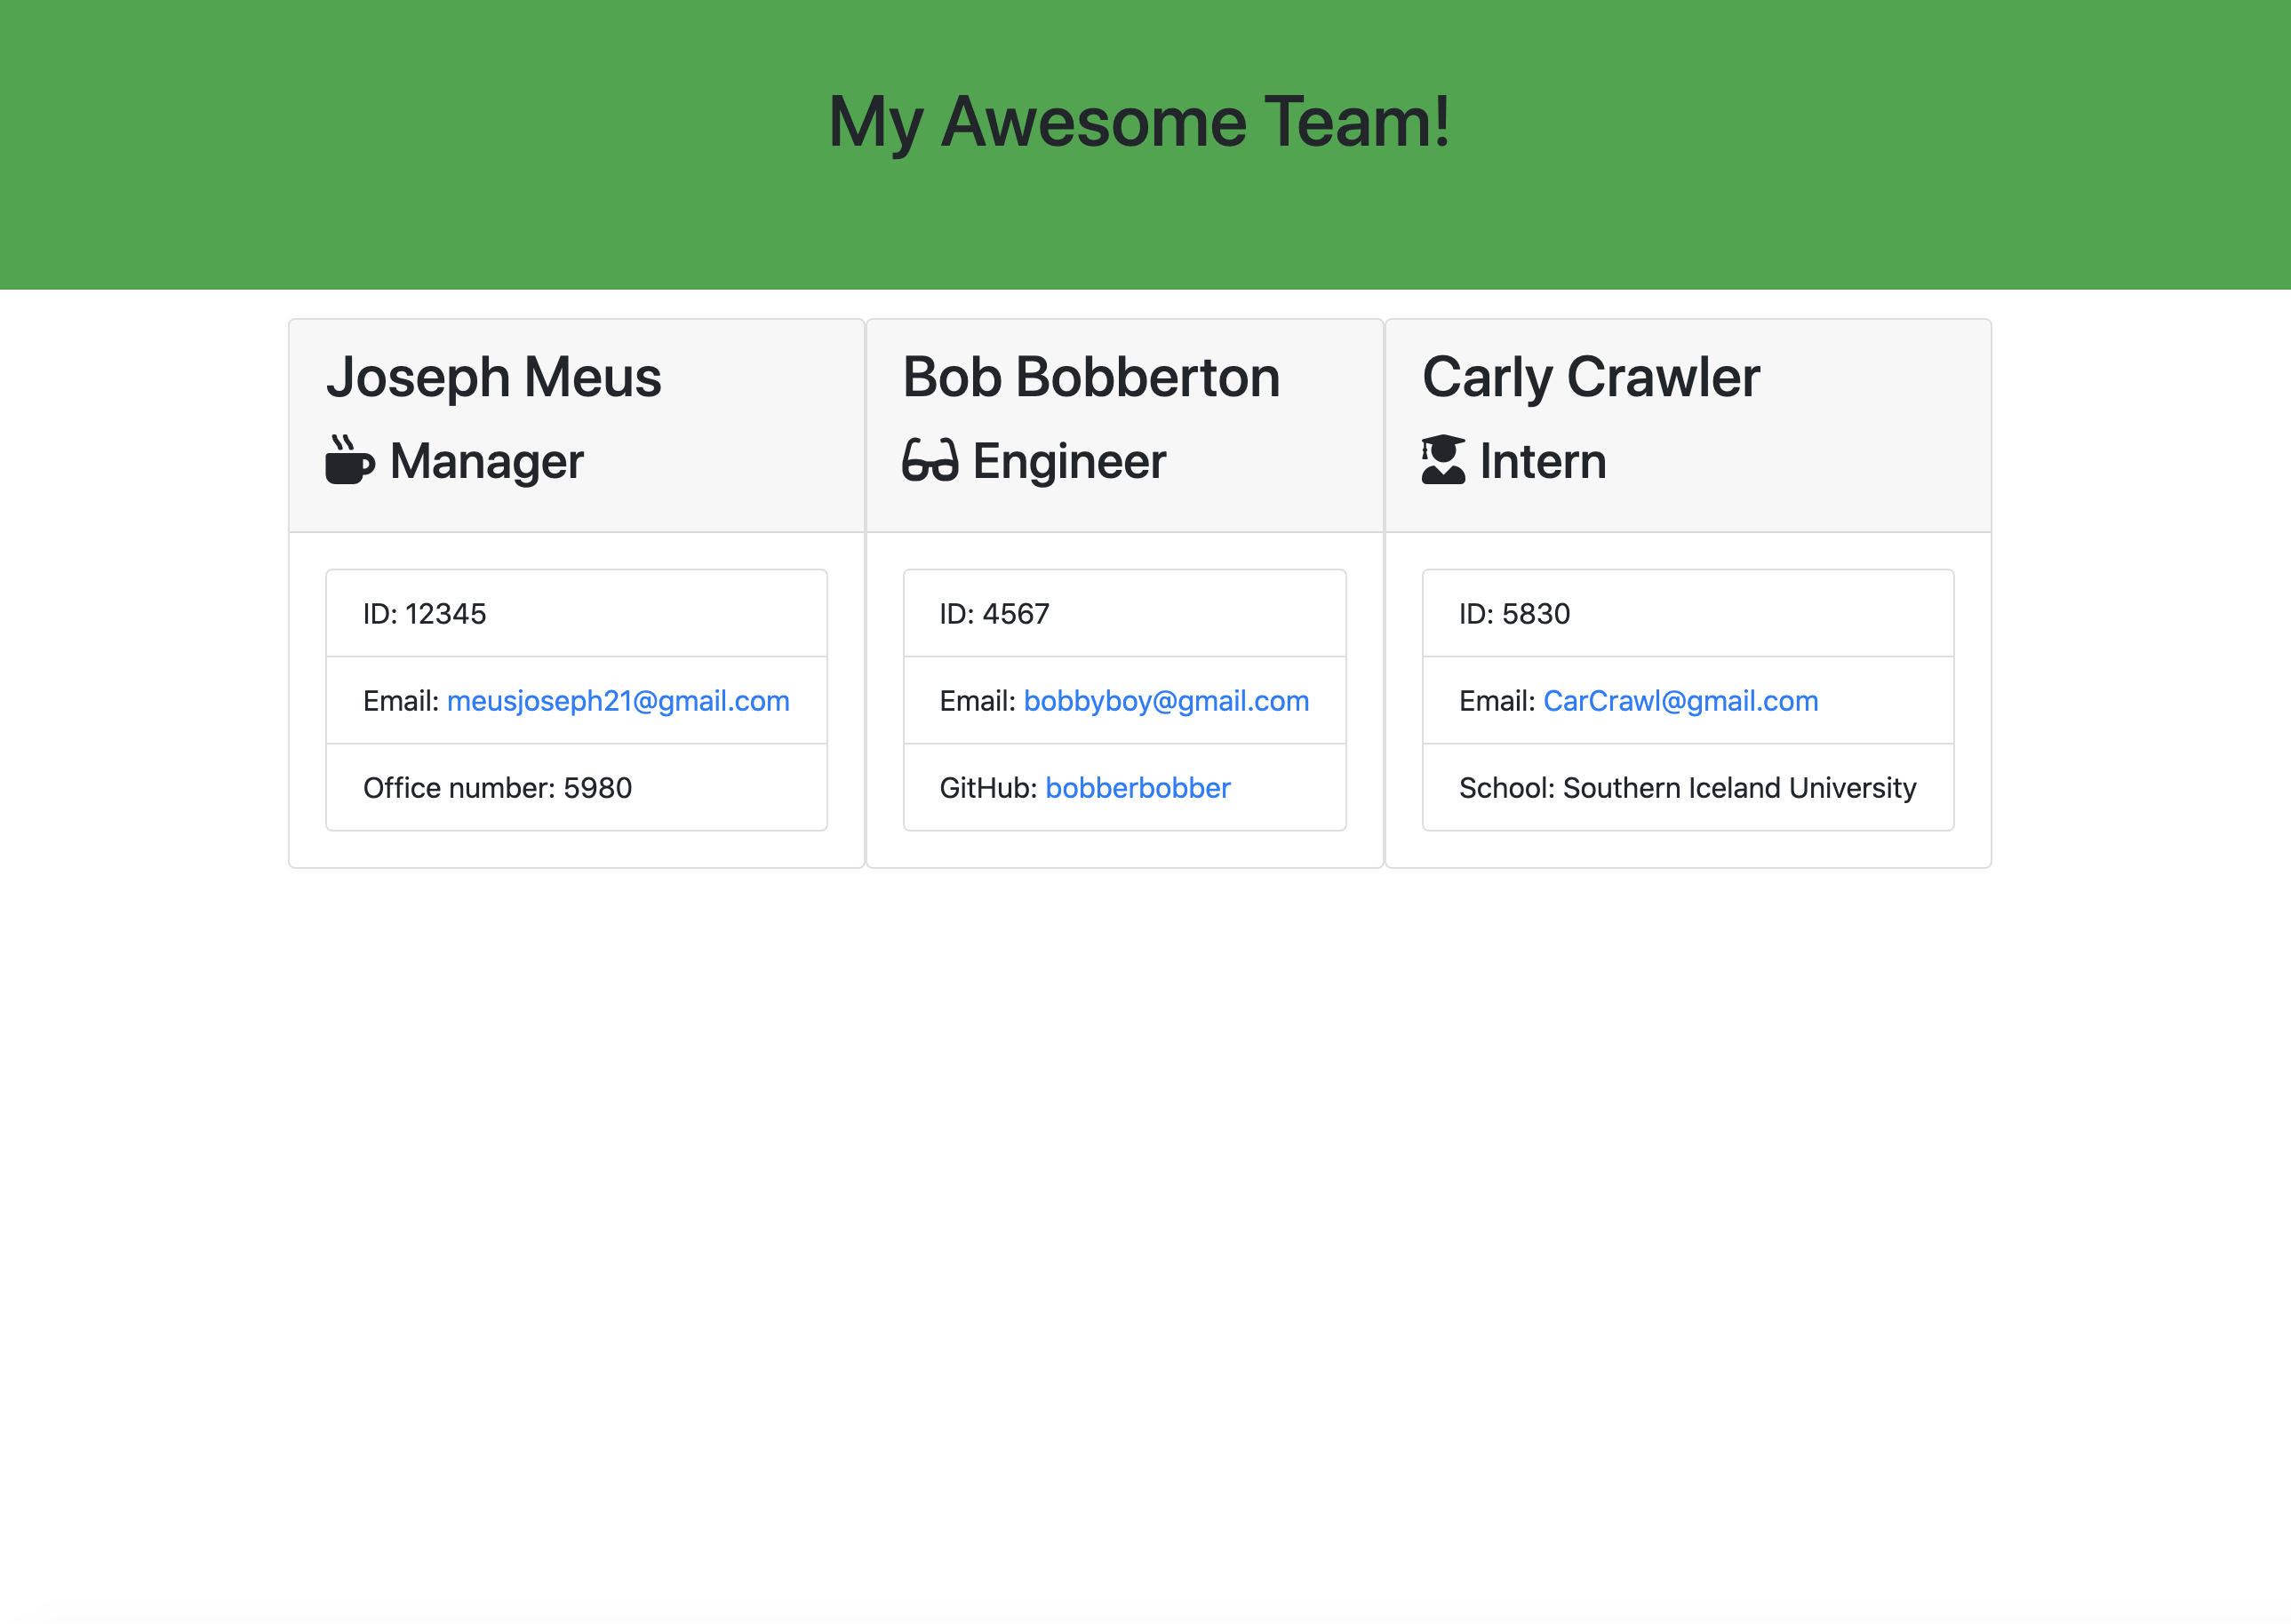 My Awesome Team!
Joseph Meus
Manager
ID: 12345
Email: meusjoseph21@gmail.com
Office number: 5980
Bob Bobberton
Engineer
ID: 4567
Email: bobbyboy@gmail.com
GitHub: bobberbobber
Carly Crawler
Intern
ID: 5830
Email: CarCrawl@gmail.com
School: Southern Iceland University